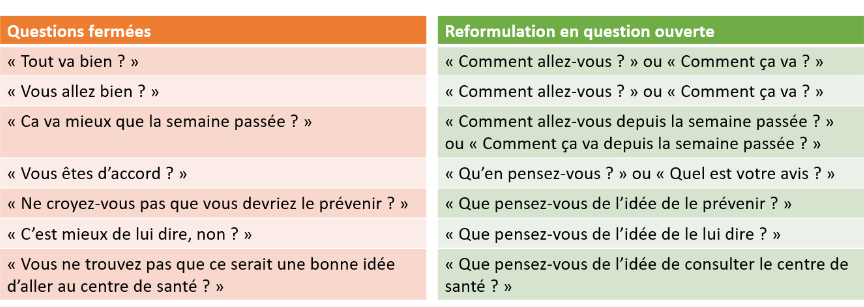 Questions fermées
Reformulation en question ouverte
« Tout va bien ? »
« Comment allez-vous ? » ou « Comment ça va ? »
« Vous allez bien ? »
« Comment allez-vous ? » ou « Comment ça va ? »
« Ca va mieux que la semaine passée ? »
« Comment allez-vous depuis la semaine passée ? »
ou « Comment ça va depuis la semaine passée ? »
« Vous êtes d’accord ? »
« Qu’en pensez-vous ? » ou « Quel est votre avis ? »
« Ne croyez-vous pas que vous devriez le prévenir ? »
« Que pensez-vous de l’idée de le prévenir ? »
« C’est mieux de lui dire, non ? »
« Que pensez-vous de l’idée de le lui dire ? »
« Vous ne trouvez pas que ce serait une bonne idée
d’aller au centre de santé ? »
« Que pensez-vous de l’idée de consulter le centre de
santé ? »